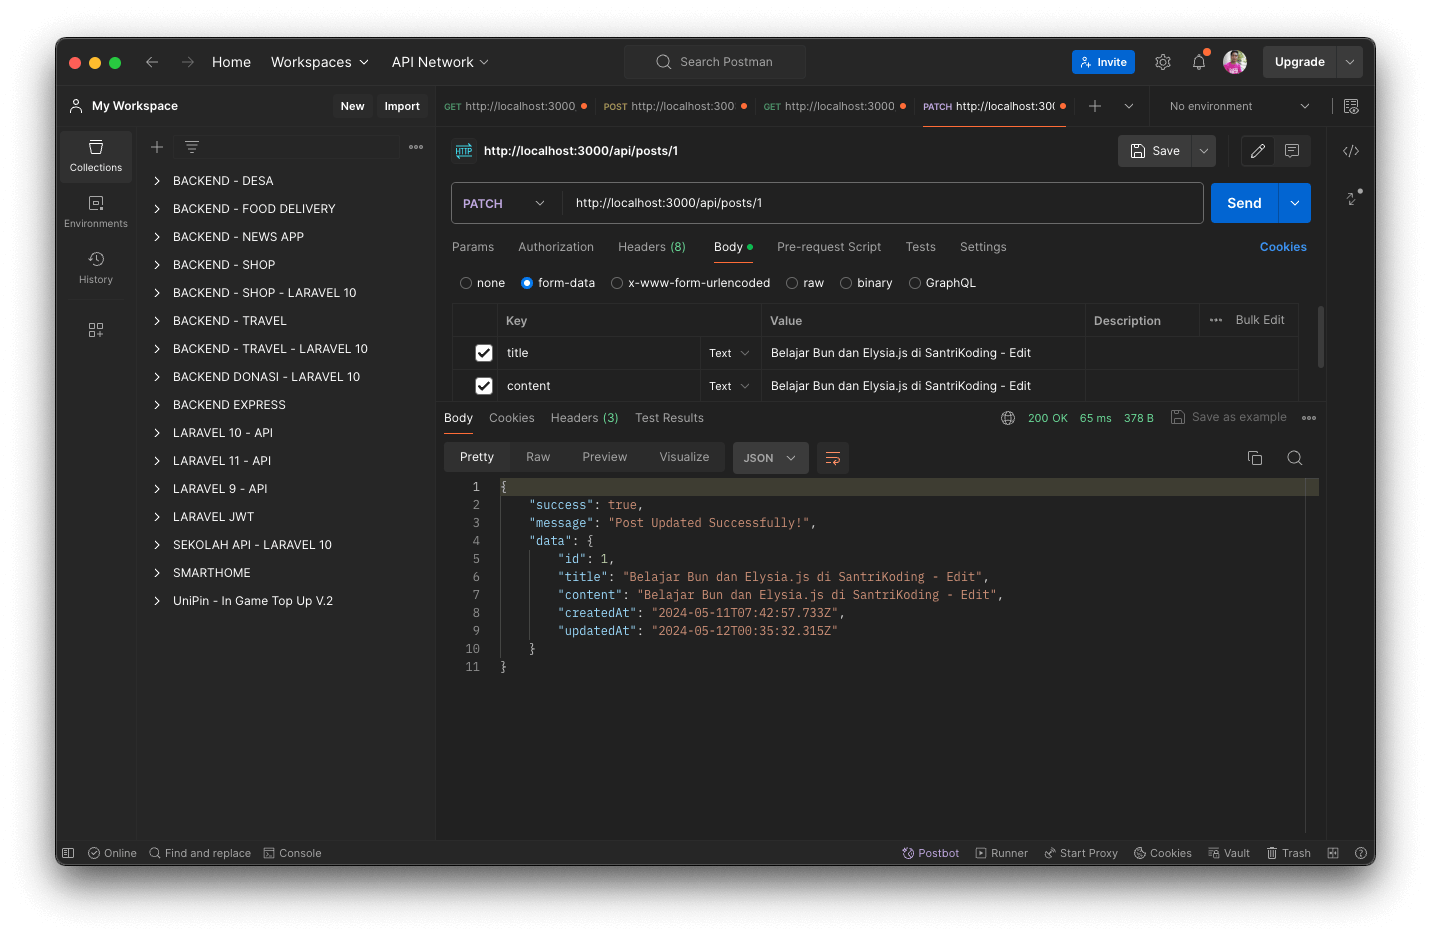 Home Workspaces API Network Search Postman Invite Upgrade
My Workspace New Import
GET http://localhost:3000 POST http://localhost:300 GET http://localhost:3000 PATCH http://localhost:30 No environment
Collections
Environments
History
BACKEND - DESA
BACKEND - FOOD DELIVERY
BACKEND - NEWS APP
BACKEND - SHOP
BACKEND - SHOP - LARAVEL 10
BACKEND - TRAVEL
BACKEND - TRAVEL - LARAVEL 10
BACKEND DONASI - LARAVEL 10
BACKEND EXPRESS
LARAVEL 10 - API
LARAVEL 11 - API
LARAVEL 9 - API
LARAVEL JWT
SEKOLAH API - LARAVEL 10
SMARTHOME
UniPin - In Game Top Up V.2
HTTP http://localhost:3000/api/posts/1 Save
PATCH http://localhost:3000/api/posts/1 Send
Params Authorization Headers (8) Body Pre-request Script Tests Settings Cookies
none form-data x-www-form-urlencoded raw binary GraphQL
Key Value Description Bulk Edit
title Text Belajar Bun dan Elysia.js di SantriKoding - Edit
content Text Belajar Bun dan Elysia.js di SantriKoding - Edit
Body Cookies Headers (3) Test Results 200 OK 65 ms 378 B Save as example
Pretty Raw Preview Visualize JSON
1 {
2 "success": true,
3 "message": "Post Updated Successfully!",
4 "data": {
5 "id": 1,
6 "title": "Belajar Bun dan Elysia.js di SantriKoding - Edit",
7 "content": "Belajar Bun dan Elysia.js di SantriKoding - Edit",
8 "createdAt": "2024-05-11T07:42:57.733Z",
9 "updatedAt": "2024-05-12T00:35:32.315Z"
10 }
11 }
Online Find and replace Console Postbot Runner Start Proxy Cookies Vault Trash